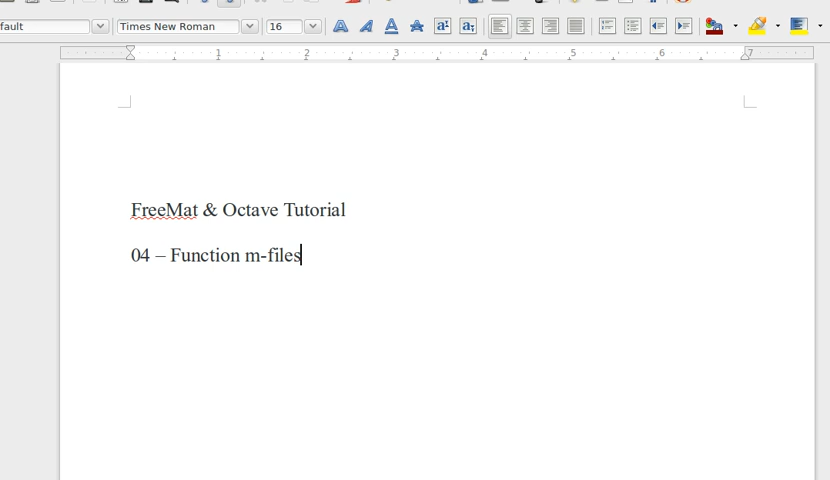 fault Times New Roman 16
1 2 3 4 5 6 7
FreeMat & Octave Tutorial
04 – Function m-files